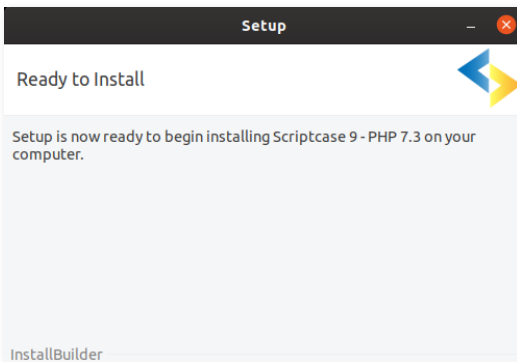 Setup
Ready to Install
Setup is now ready to begin installing Scriptcase 9 - PHP 7.3 on your
computer.
InstallBuilder